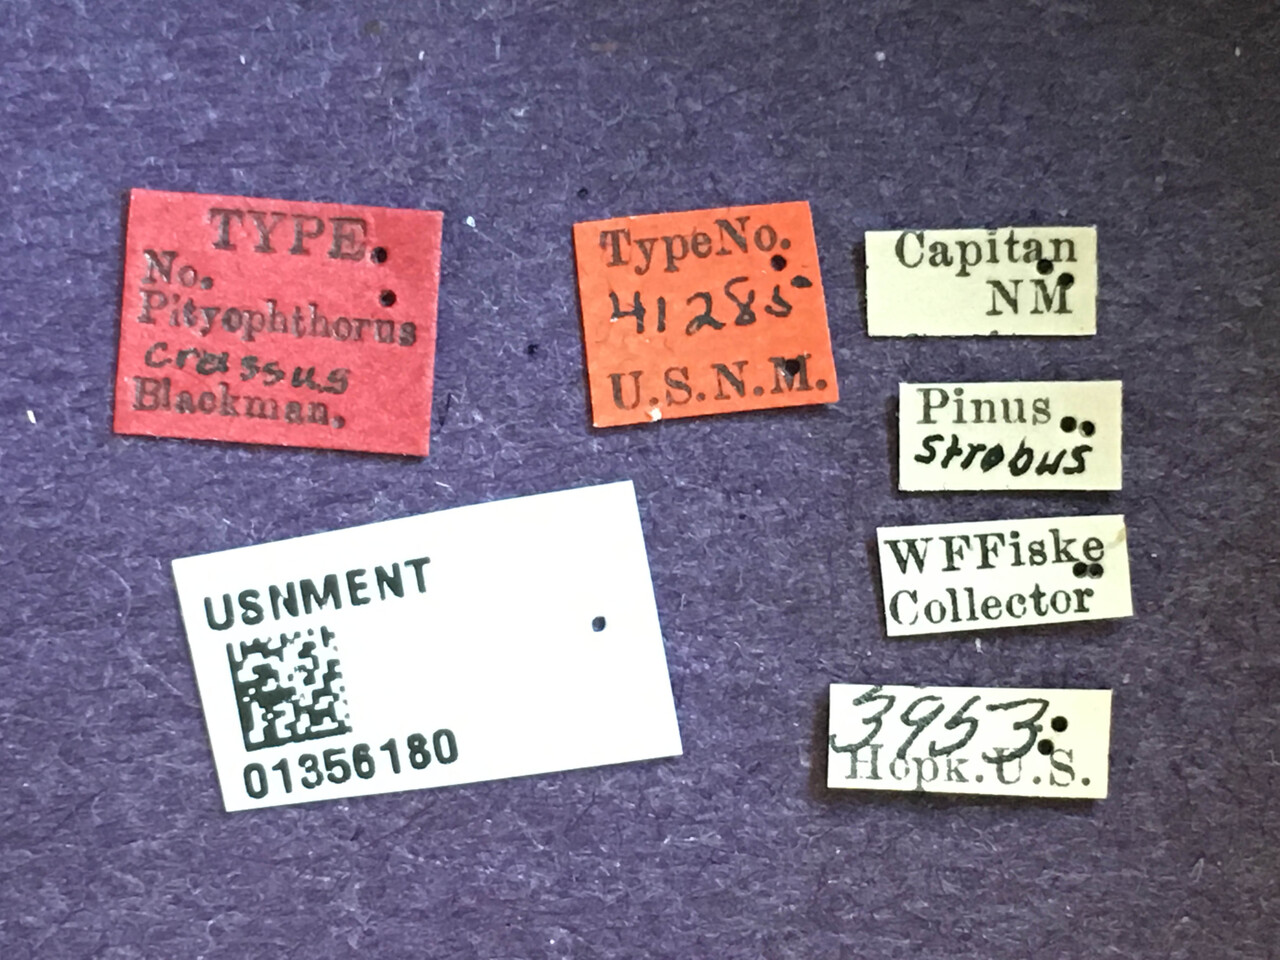 TYPE.
No.
Pityophthorus
crassus
Blackman.
TypeNo.
41285
U.S.N.M.
Capitan
NM
Pinus
strobus
WFFiske
Collector
3953
Hopk.U.S.
USNMENT
01356180